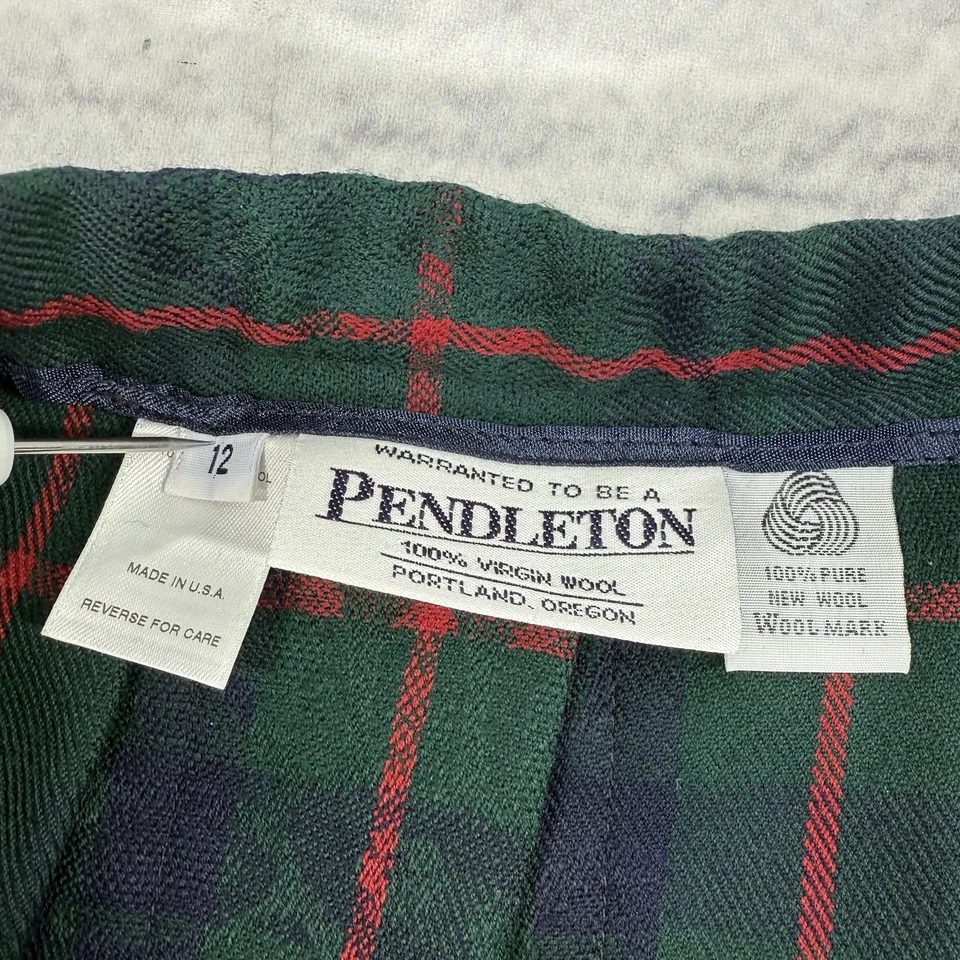 12
MADE IN U.S.A.
REVERSE FOR CARE
WARRANTED TO BE A
PENDLETON
100% VIRGIN WOOL
PORTLAND, OREGON
100% PURE
NEW WOOL
WOOLMARK